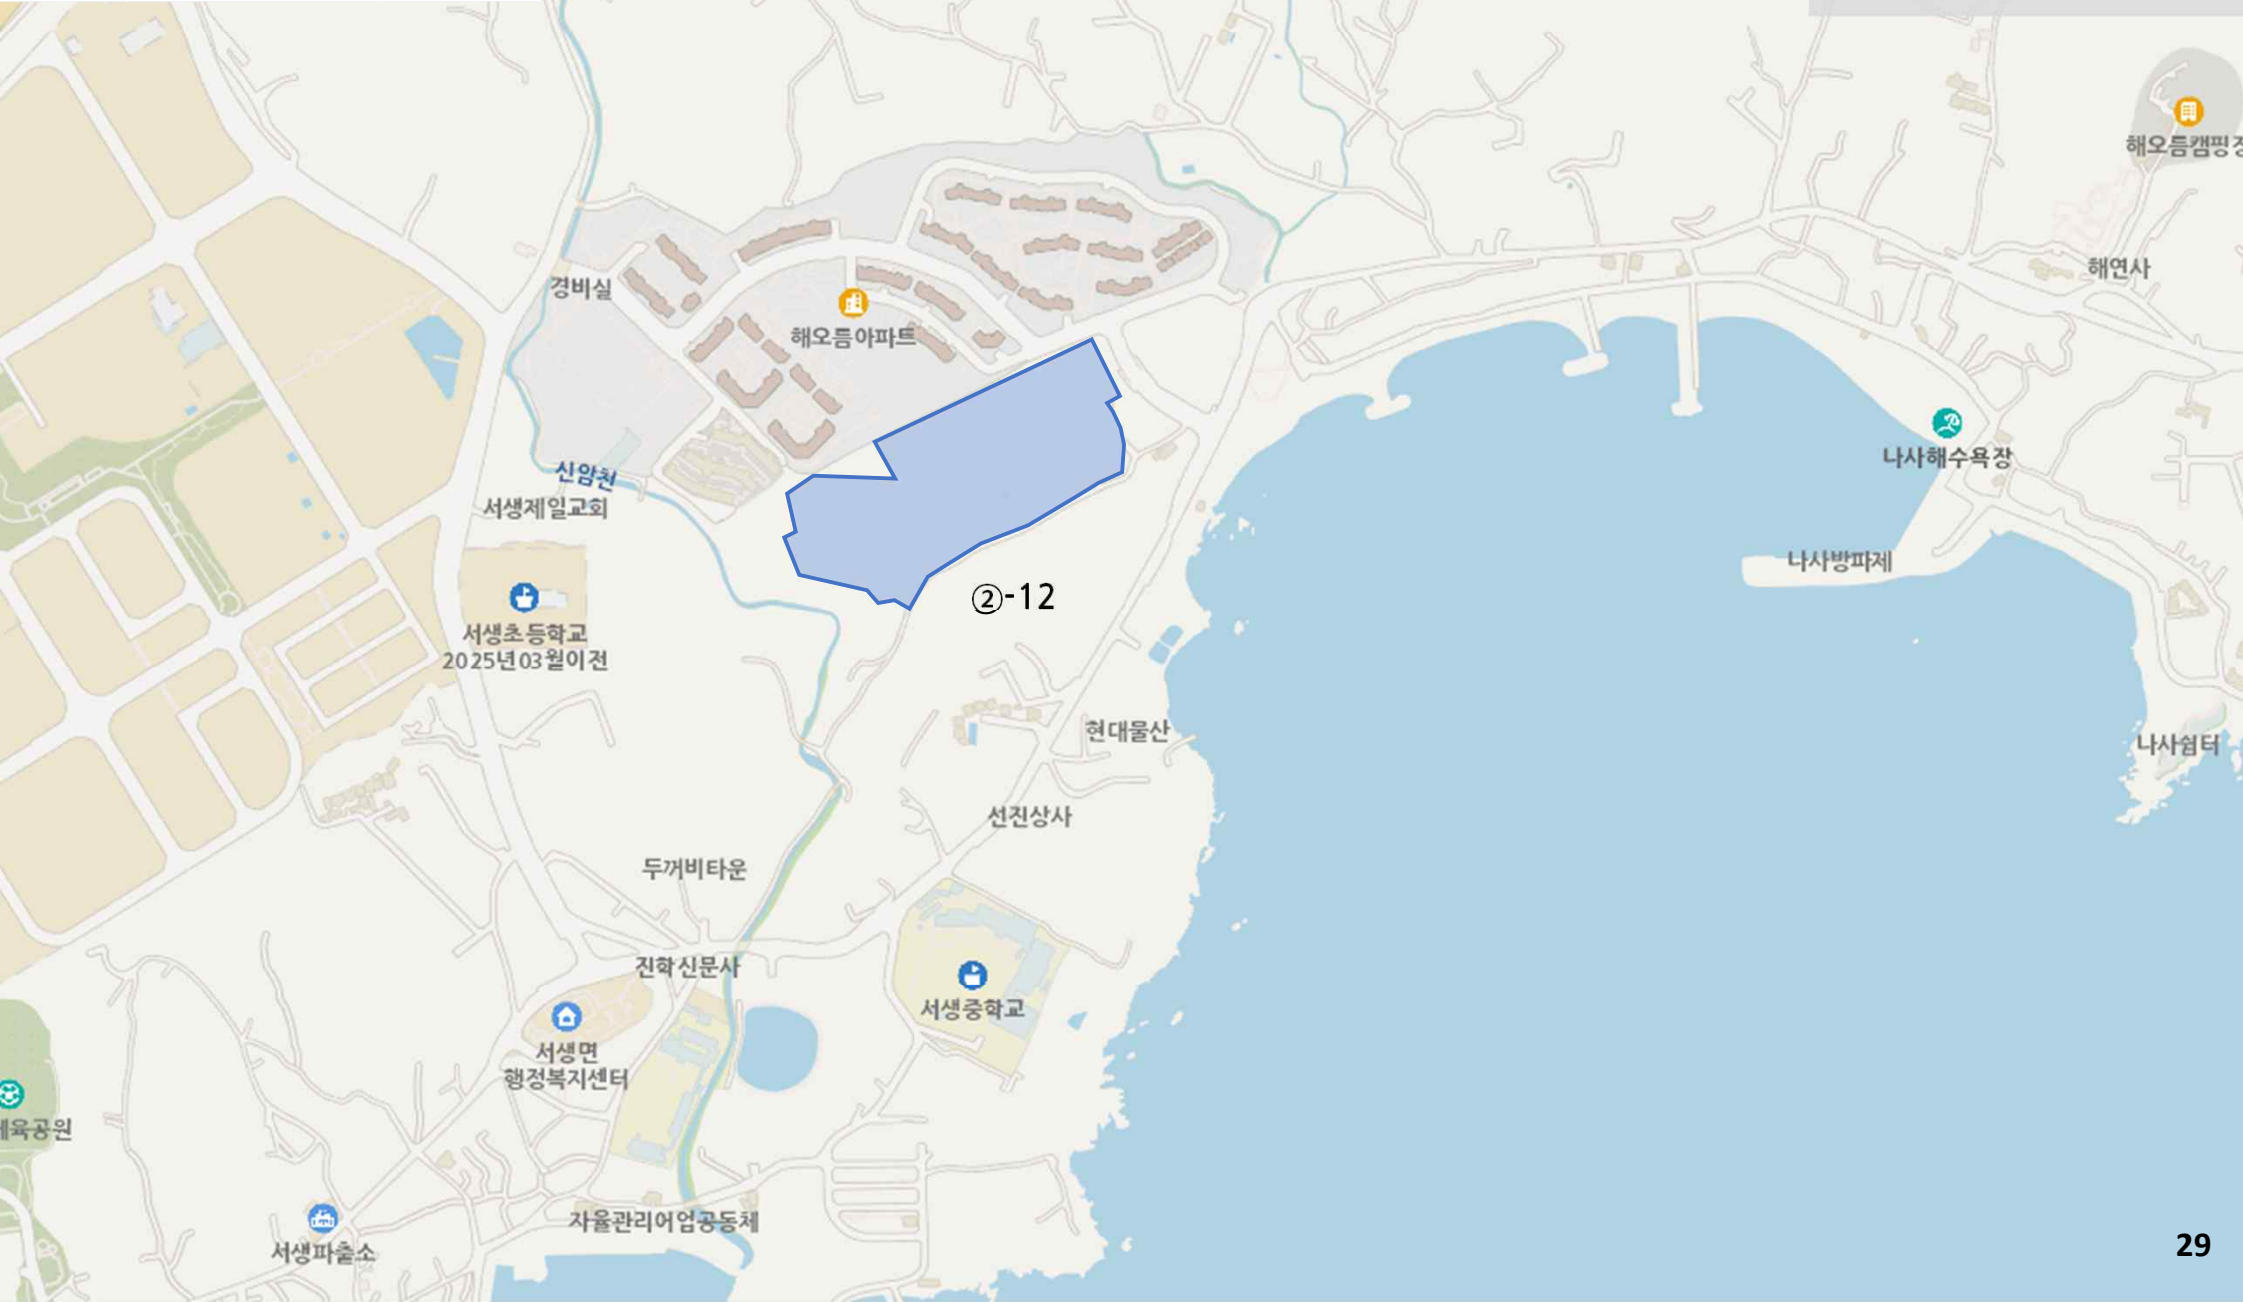 해오름캠핑장
해연사
경비실
해오름아파트
나사해수욕장
신암천
서생제일교회
나사방파제
②-12
서생초등학교
2025년03월이전
현대물산
나사쉼터
선진상사
두꺼비타운
진학신문사
서생중학교
서생면
행정복지센터
체육공원
자율관리어업공동체
서생파출소
29